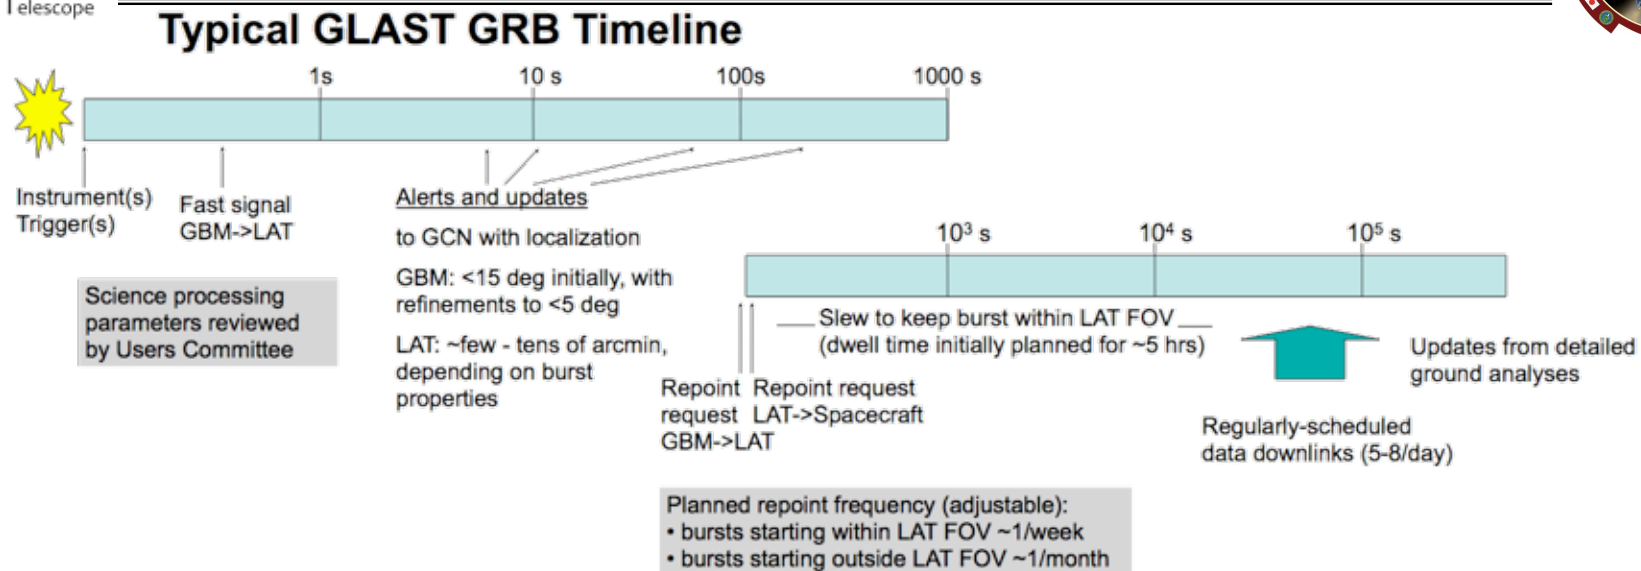 Telescope
Typical GLAST GRB Timeline
1s
10 s
100s
1000 s
Instrument(s)
Trigger(s)
Fast signal
GBM->LAT
Alerts and updates
to GCN with localization
GBM: <15 deg initially, with
refinements to <5 deg
LAT: ~few - tens of arcmin,
depending on burst
properties
Science processing
parameters reviewed
by Users Committee
10³ s
10⁴ s
10⁵ s
Slew to keep burst within LAT FOV
(dwell time initially planned for ~5 hrs)
Repoint
request
GBM->LAT
Repoint request
LAT->Spacecraft
Updates from detailed
ground analyses
Regularly-scheduled
data downlinks (5-8/day)
Planned repoint frequency (adjustable):
• bursts starting within LAT FOV ~1/week
• bursts starting outside LAT FOV ~1/month